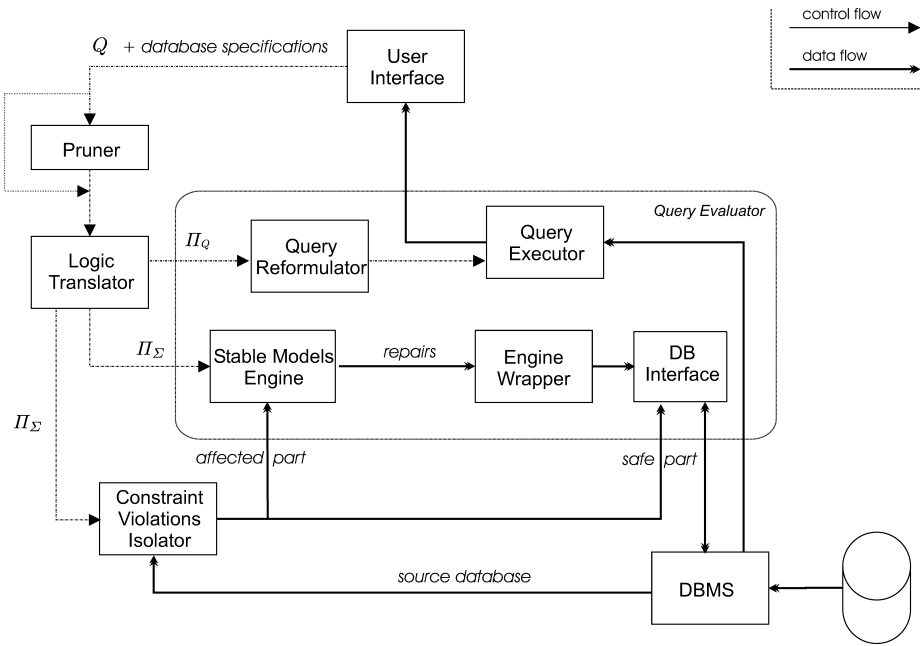 control flow
data flow
Q + database specifications
User
Interface
Pruner
Query Evaluator
Π_Q
Query
Reformulator
Query
Executor
Logic
Translator
Π_Σ
Stable Models
Engine
repairs
Engine
Wrapper
DB
Interface
Π_Σ
affected part
safe part
Constraint
Violations
Isolator
source database
DBMS